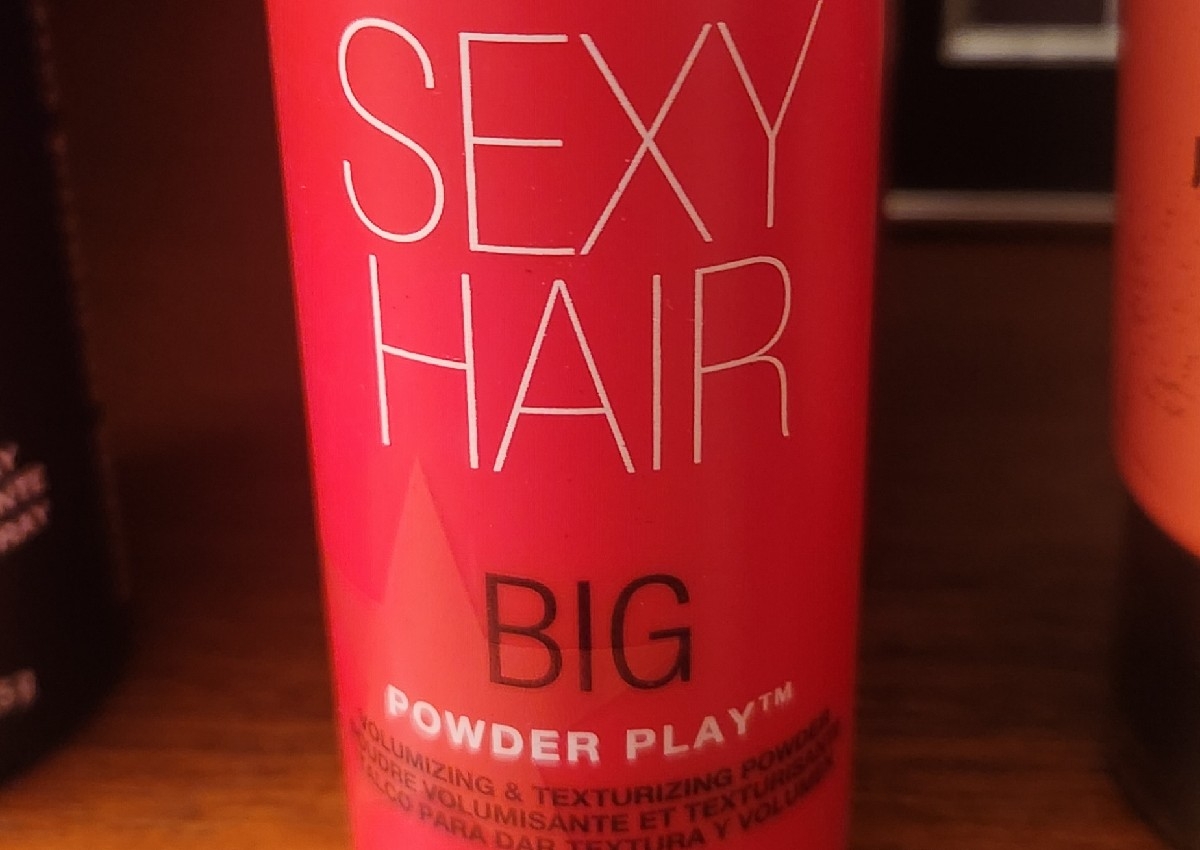 SEXY
HAIR
BIG
POWDER PLAY™
VOLUMIZING & TEXTURIZING POWDER
POUDRE VOLUMISANTE ET TEXTURISANTE
TALCO PARA DAR TEXTURA Y VOLUMEN